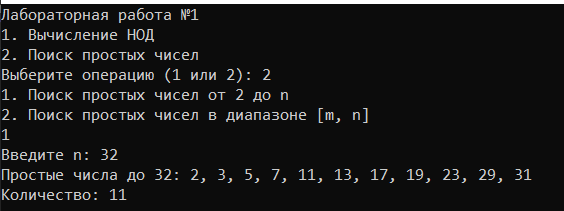 Лабораторная работа №1
1. Вычисление НОД
2. Поиск простых чисел
Выберите операцию (1 или 2): 2
1. Поиск простых чисел от 2 до n
2. Поиск простых чисел в диапазоне [m, n]
1
Введите n: 32
Простые числа до 32: 2, 3, 5, 7, 11, 13, 17, 19, 23, 29, 31
Количество: 11